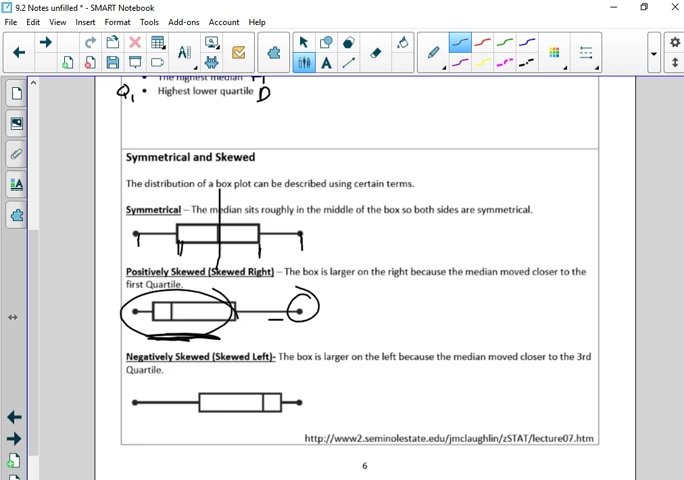 9.2 Notes unfilled * - SMART Notebook
File Edit View Insert Format Tools Add-ons Account Help
The highest median H
Q1 • Highest lower quartile D
Symmetrical and Skewed
The distribution of a box plot can be described using certain terms.
Symmetrical – The median sits roughly in the middle of the box so both sides are symmetrical.
Positively Skewed (Skewed Right) – The box is larger on the right because the median moved closer to the
first Quartile.
Negatively Skewed (Skewed Left)- The box is larger on the left because the median moved closer to the 3rd
Quartile.
http://www2.seminolestate.edu/jmclaughlin/zSTAT/lecture07.htm
6